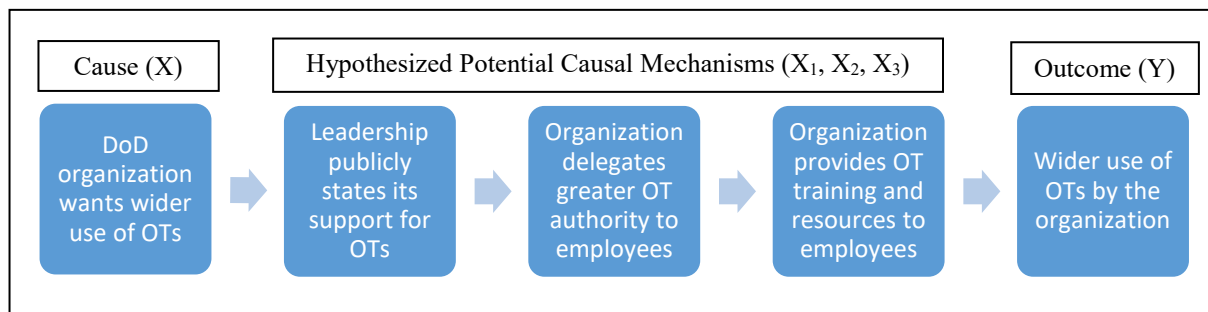 Cause (X)
Hypothesized Potential Causal Mechanisms (X₁, X₂, X₃)
Outcome (Y)
DoD
organization
wants wider
use of OTs
Leadership
publicly
states its
support for
OTs
Organization
delegates
greater OT
authority to
employees
Organization
provides OT
training and
resources to
employees
Wider use of
OTs by the
organization